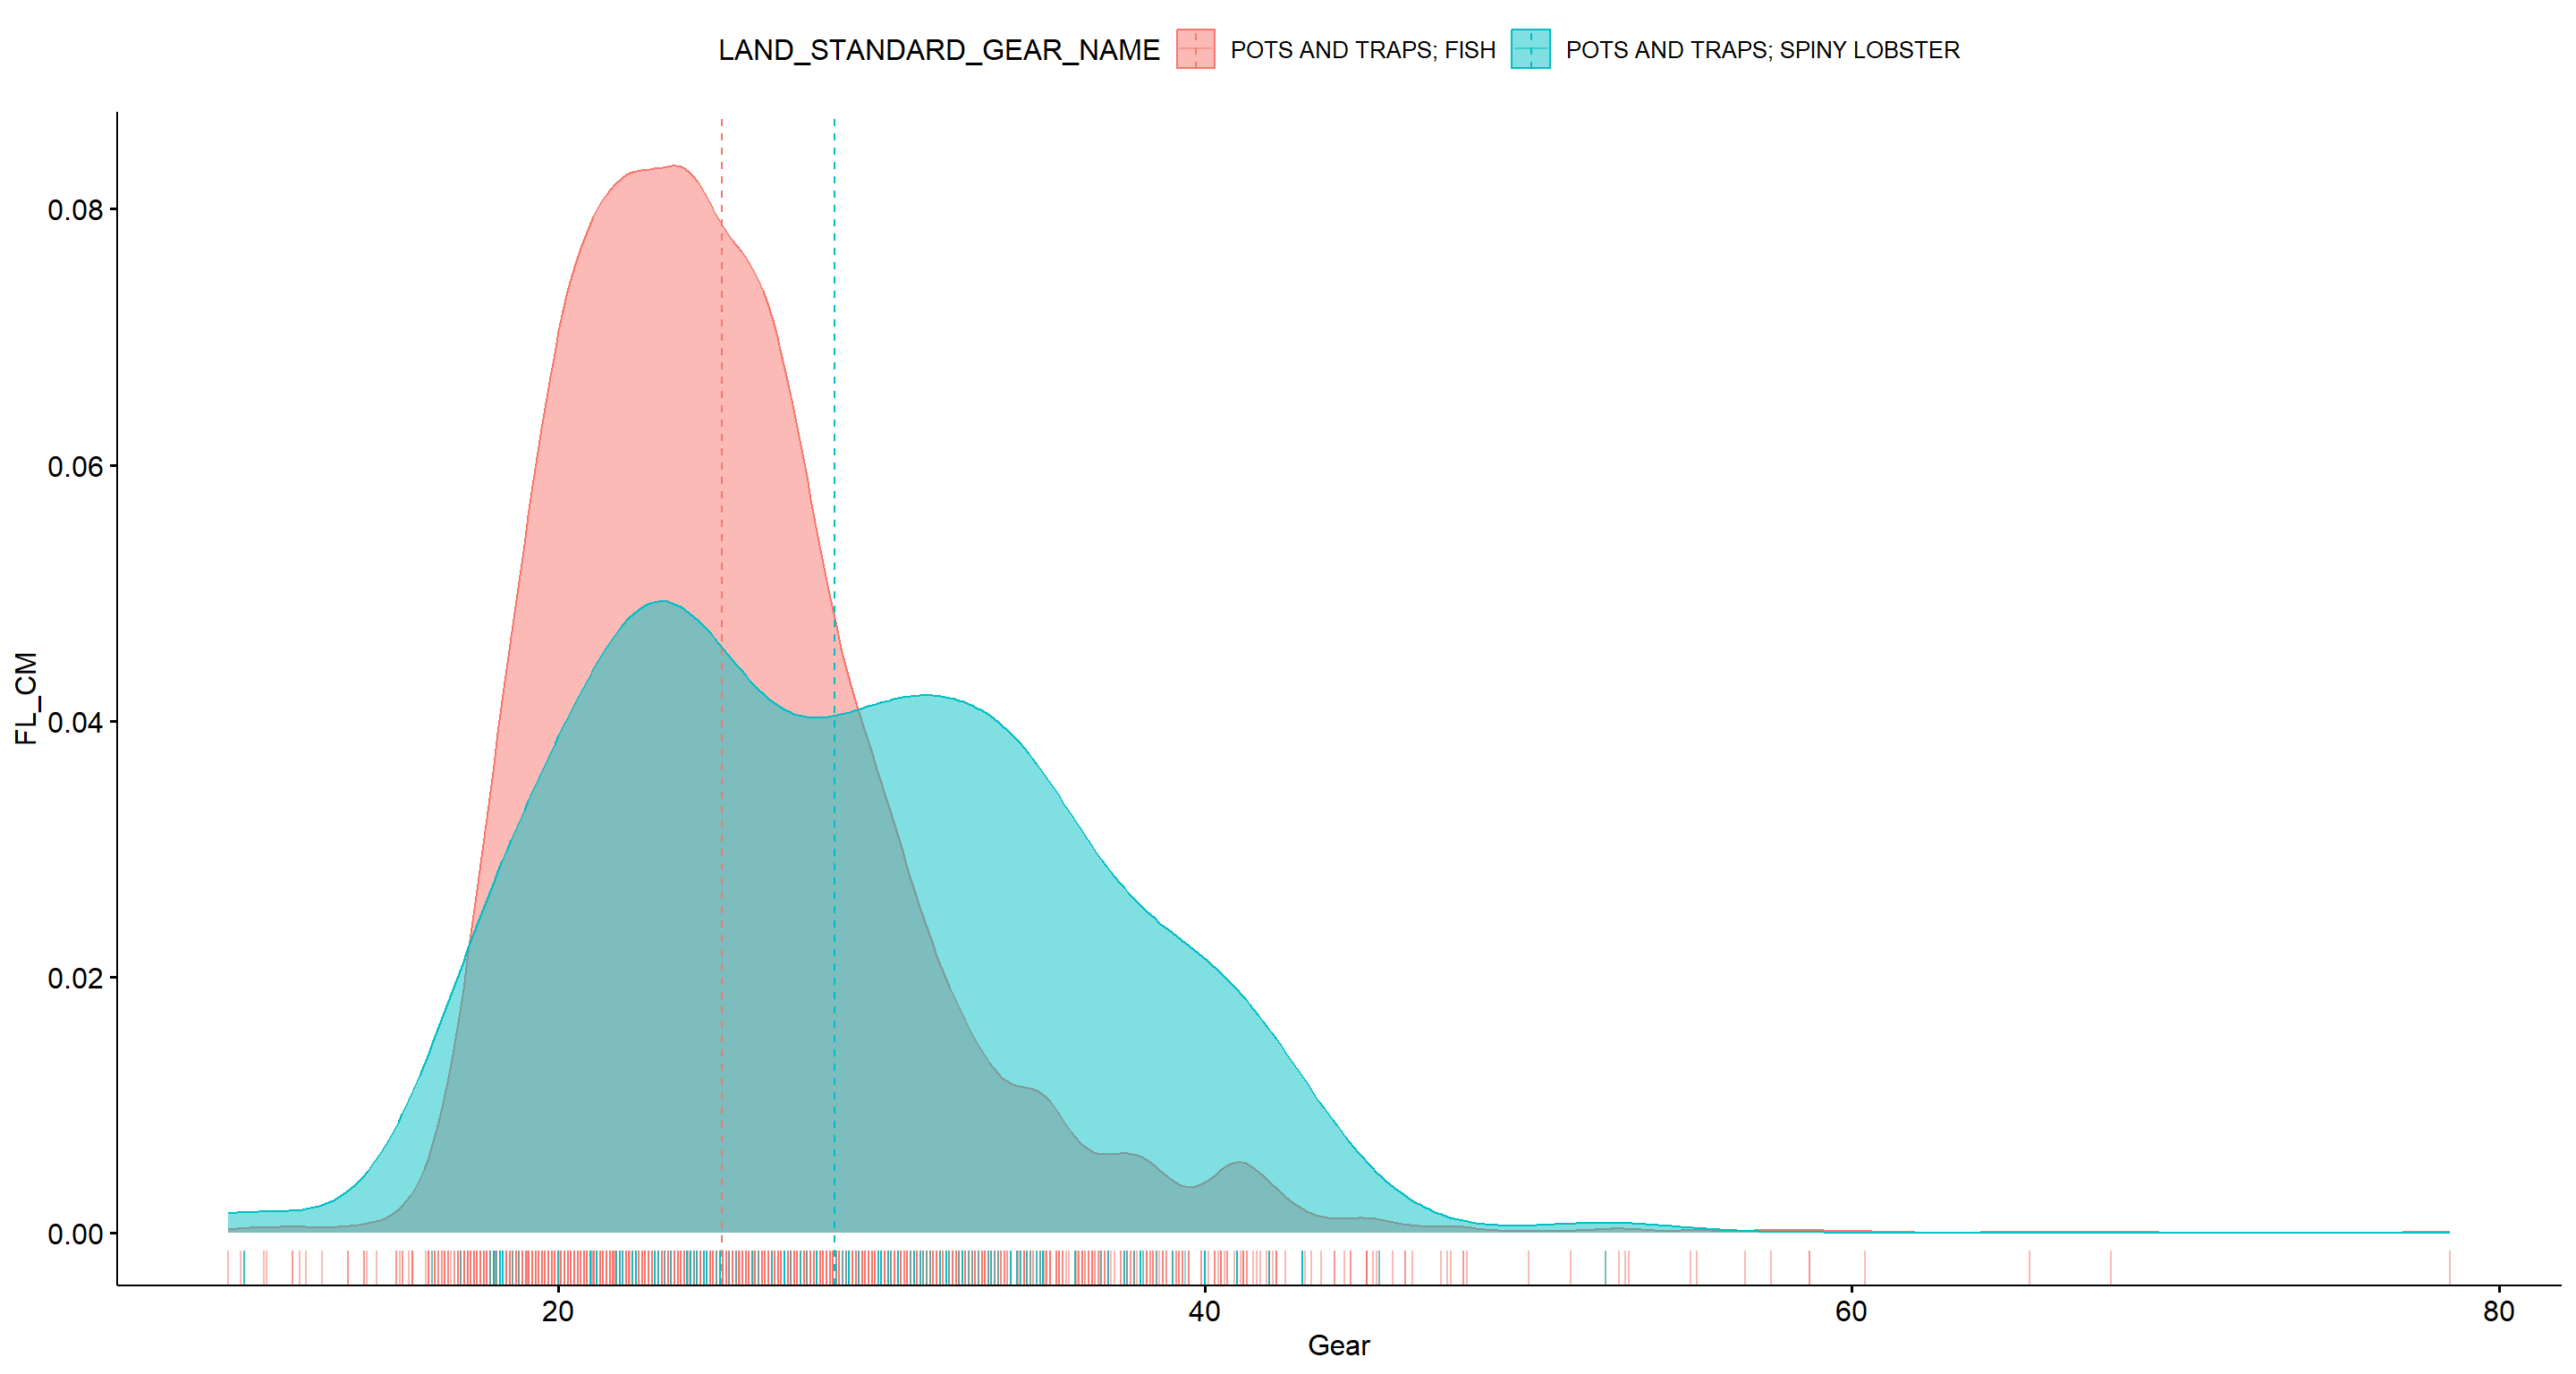 LAND_STANDARD_GEAR_NAME POTS AND TRAPS; FISH POTS AND TRAPS; SPINY LOBSTER
0.08
0.06
0.04
0.02
0.00
FL_CM
20 40 60 80
Gear